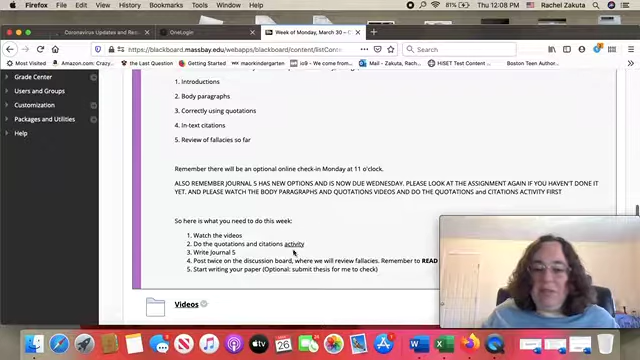 Firefox File Edit View History Bookmarks Tools Window Help
75% Thu 12:08 PM Rachel Zakuta
Coronavirus Updates and Res
OneLogin
Week of Monday, March 30 –
https://blackboard.massbay.edu/webapps/blackboard/content/listConte
Search
Most Visited Amazon.com: Crazy... the Last Question Getting Started maorkindergarten: io9 – We come fro... Mail – Zakuta, Rach... HiSET Test Content ... Boston Teen Author...
Grade Center
Users and Groups
Customization
Packages and Utilities
Help
1. Introductions
2. Body paragraphs
3. Correctly using quotations
4. In-text citations
5. Review of fallacies so far
Remember there will be an optional online check-in Monday at 11 o'clock.
ALSO REMEMBER JOURNAL 5 HAS NEW OPTIONS AND IS NOW DUE WEDNESDAY. PLEASE LOOK AT THE ASSIGNMENT AGAIN IF YOU HAVEN'T DONE IT
YET. AND PLEASE WATCH THE BODY PARAGRAPHS AND QUOTATIONS VIDEOS AND DO THE QUOTATIONS and CITATIONS ACTIVITY FIRST
So here is what you need to do this week:
1. Watch the videos
2. Do the quotations and citations activity
3. Write Journal 5
4. Post twice on the discussion board, where we will review fallacies. Remember to READ
5. Start writing your paper (Optional: submit thesis for me to check)
Videos